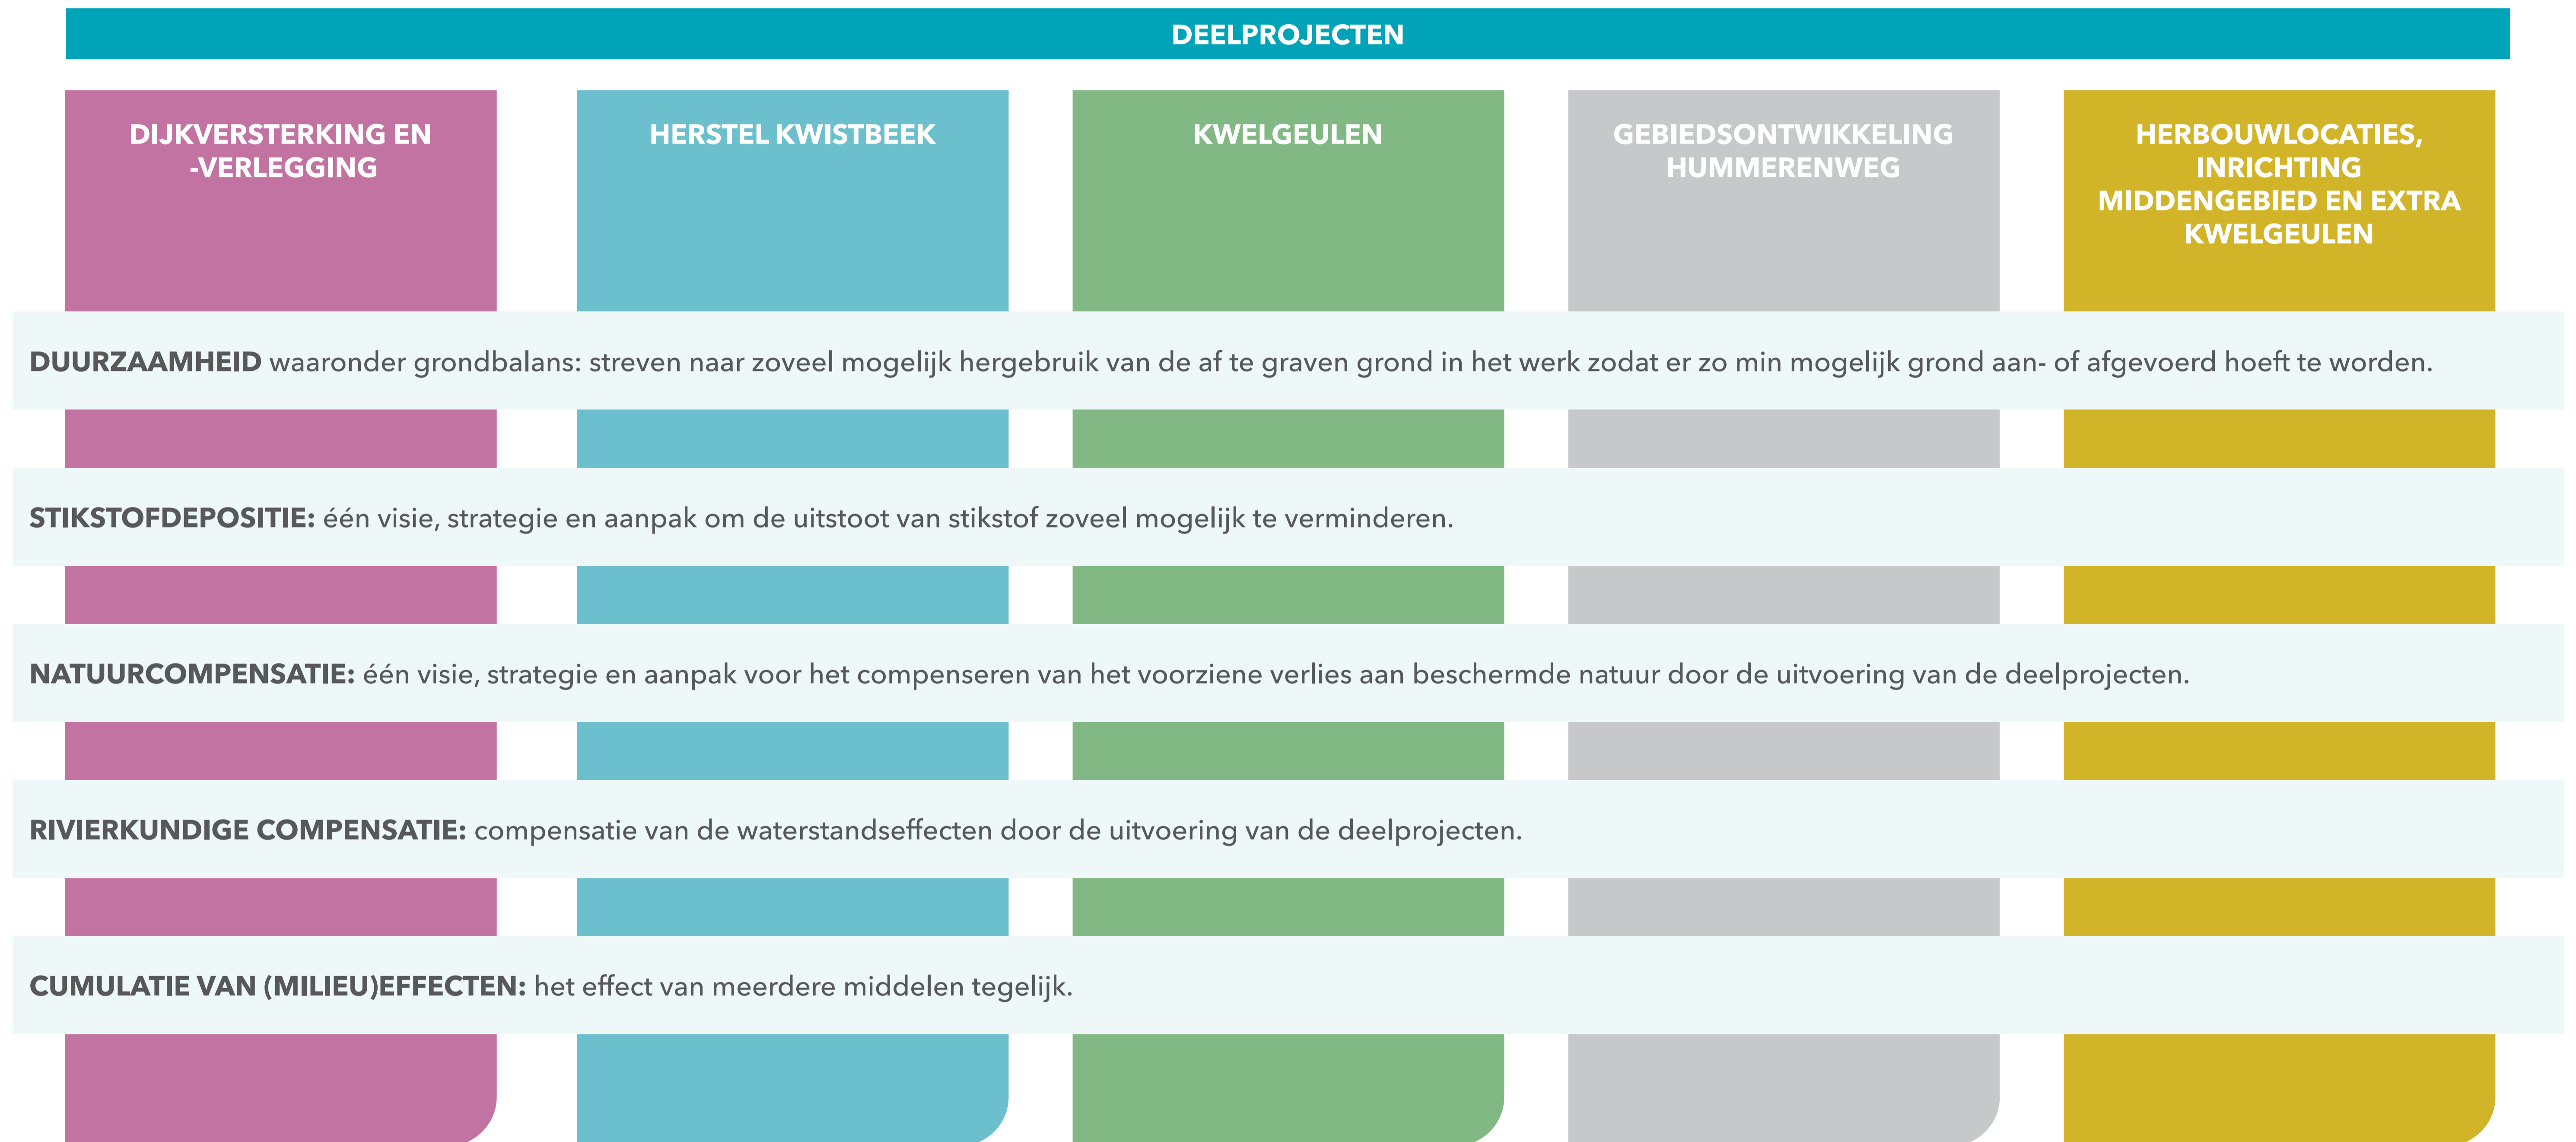 DEELPROJECTEN
DIJKVERSTERKING EN
-VERLEGGING
HERSTEL KWISTBEEK
KWELGEULEN
GEBIEDSONTWIKKELING
HUMMERENWEG
HERBOUWLOCATIES,
INRICHTING
MIDDENGEBIED EN EXTRA
KWELGEULEN
DUURZAAMHEID waaronder grondbalans: streven naar zoveel mogelijk hergebruik van de af te graven grond in het werk zodat er zo min mogelijk grond aan- of afgevoerd hoeft te worden.
STIKSTOFDEPOSITIE: één visie, strategie en aanpak om de uitstoot van stikstof zoveel mogelijk te verminderen.
NATUURCOMPENSATIE: één visie, strategie en aanpak voor het compenseren van het voorziene verlies aan beschermde natuur door de uitvoering van de deelprojecten.
RIVIERKUNDIGE COMPENSATIE: compensatie van de waterstandseffecten door de uitvoering van de deelprojecten.
CUMULATIE VAN (MILIEU)EFFECTEN: het effect van meerdere middelen tegelijk.